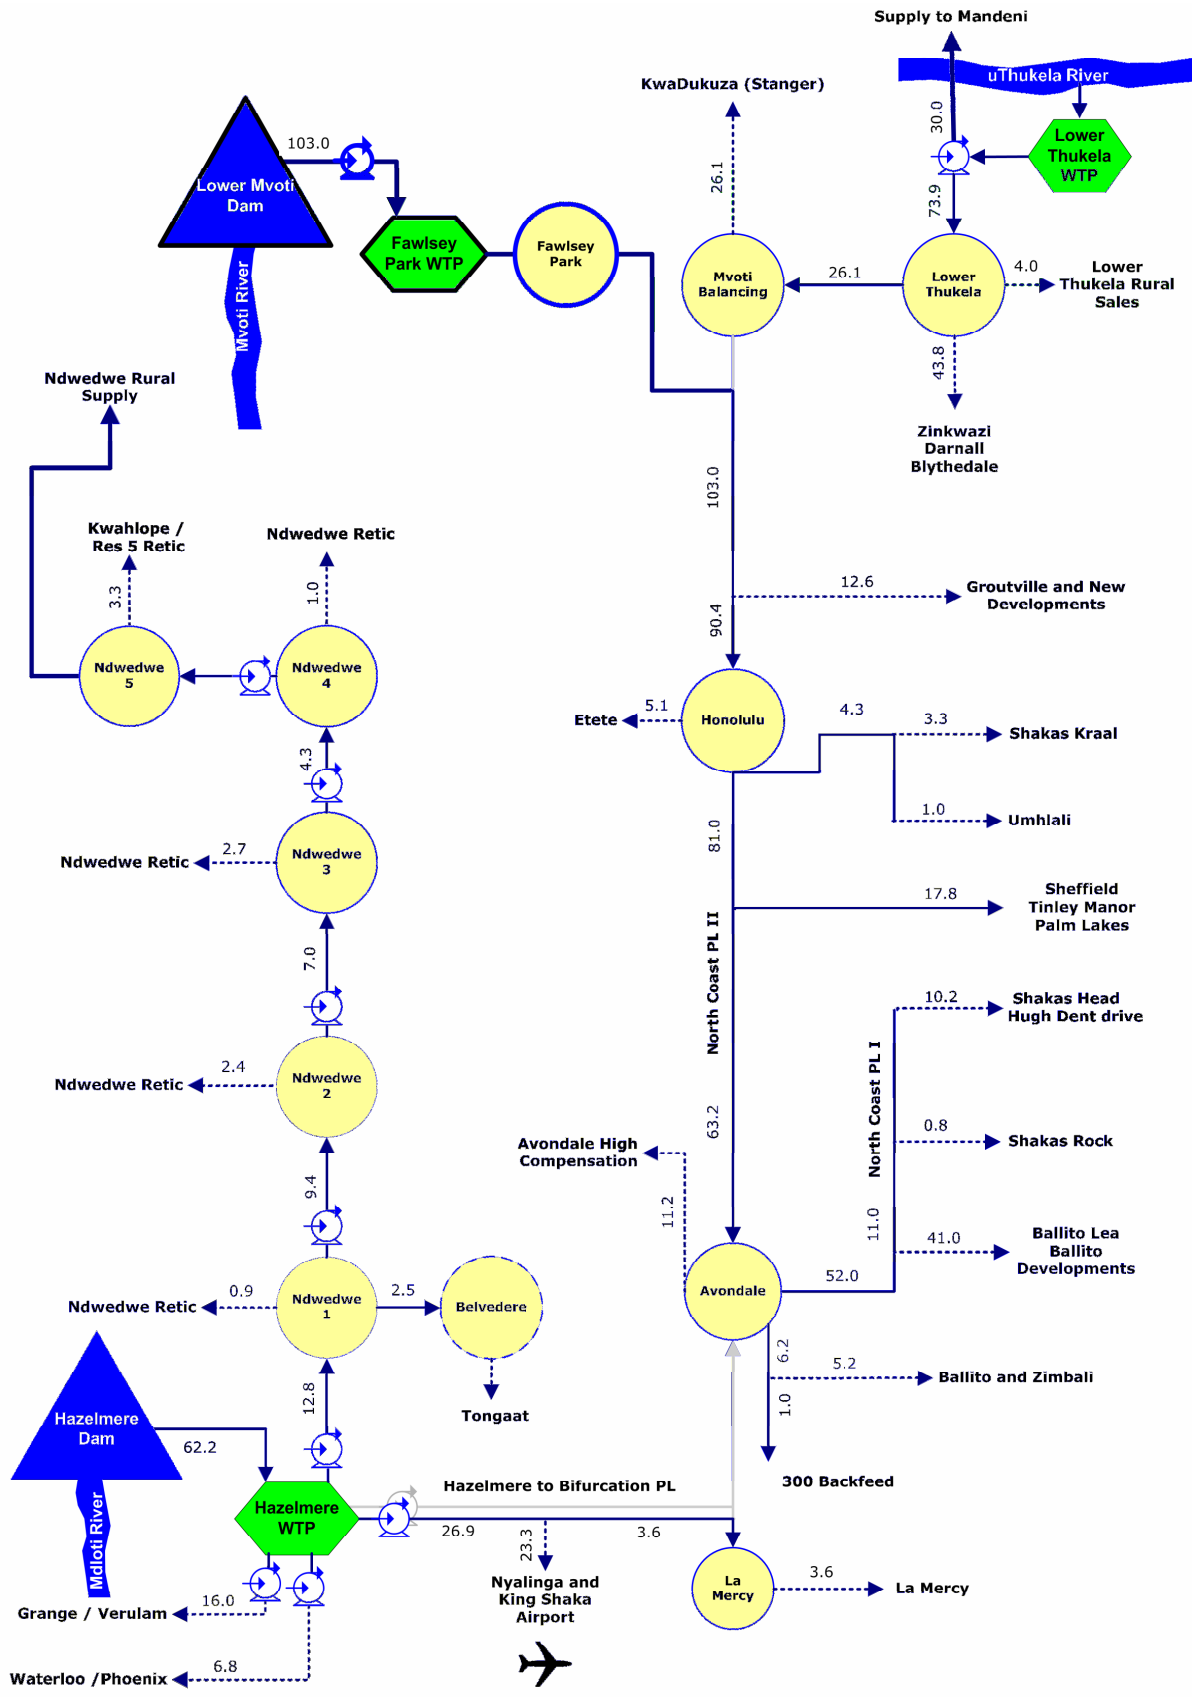 Supply to Mandeni
uThukela River
KwaDukuza (Stanger)
30.0
Lower
Thukela
WTP
103.0
Lower Mvoti
Dam
26.1
73.9
Fawlsey
Park WTP
Fawlsey
Park
Mvoti
Balancing
26.1
Lower
Thukela
4.0
Lower
Thukela Rural
Sales
Mvoti River
43.8
Ndwedwe Rural
Supply
Zinkwazi
Darnall
Blythedale
103.0
Kwahlope /
Res 5 Retic
Ndwedwe Retic
3.3
1.0
12.6
Groutville and New
Developments
90.4
Ndwedwe
5
Ndwedwe
4
Etete
5.1
Honolulu
4.3
3.3
Shakas Kraal
4.3
1.0
Umhlali
81.0
Ndwedwe Retic
2.7
Ndwedwe
3
17.8
Sheffield
Tinley Manor
Palm Lakes
North Coast PL II
7.0
10.2
Shakas Head
Hugh Dent drive
North Coast PL I
Ndwedwe Retic
2.4
Ndwedwe
2
63.2
0.8
Shakas Rock
Avondale High
Compensation
9.4
11.2
11.0
41.0
Ballito Lea
Ballito
Developments
Ndwedwe Retic
0.9
Ndwedwe
1
2.5
Belvedere
Avondale
52.0
6.2
5.2
Ballito and Zimbali
1.0
12.8
Tongaat
Hazelmere
Dam
62.2
300 Backfeed
Hazelmere to Bifurcation PL
Mdloti River
Hazelmere
WTP
26.9
23.3
3.6
Nyalinga and
King Shaka
Airport
La
Mercy
3.6
La Mercy
16.0
Grange / Verulam
6.8
Waterloo /Phoenix